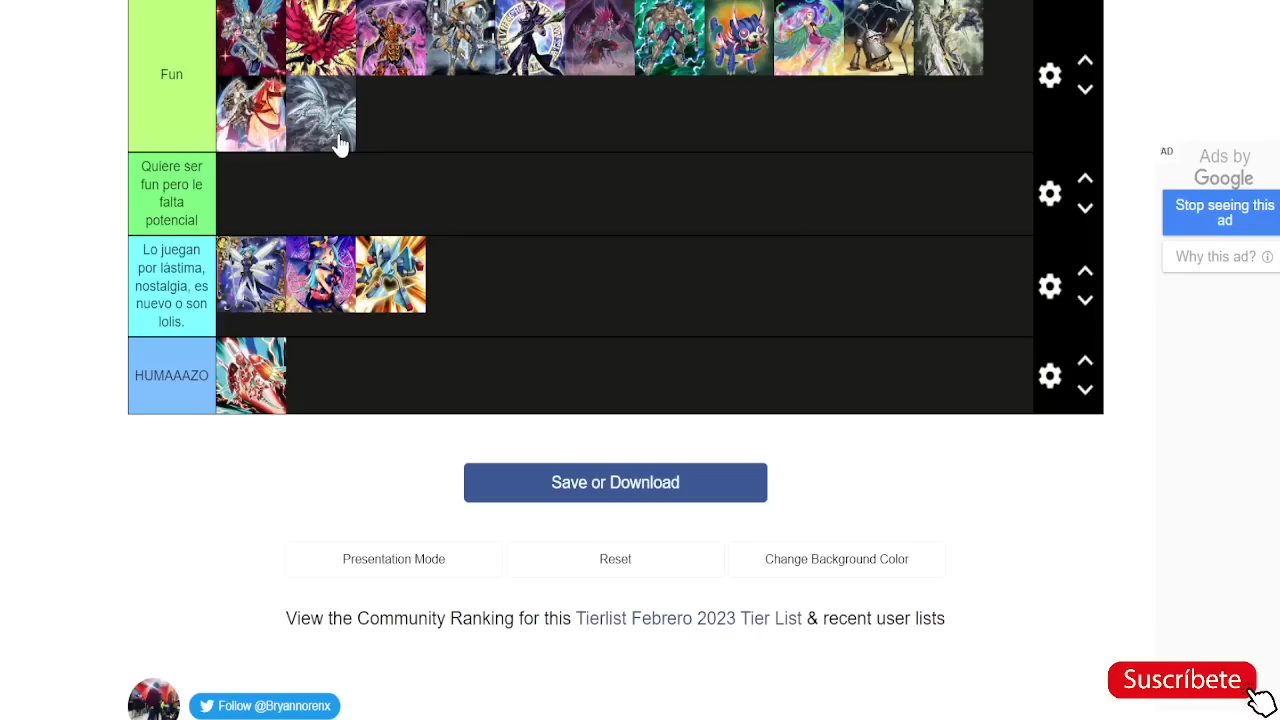 Fun
Quiere ser
fun pero le
falta
potencial
Lo juegan
por làstima,
nostalgia, es
nuevo o son
lolis.
HUMAAAZO
AD
Ads by
Google
Stop seeing this
ad
Why this ad?
Save or Download
Presentation Mode
Reset
Change Background Color
View the Community Ranking for this Tierlist Febrero 2023 Tier List & recent user lists
Follow @Bryannorenx
Suscríbete